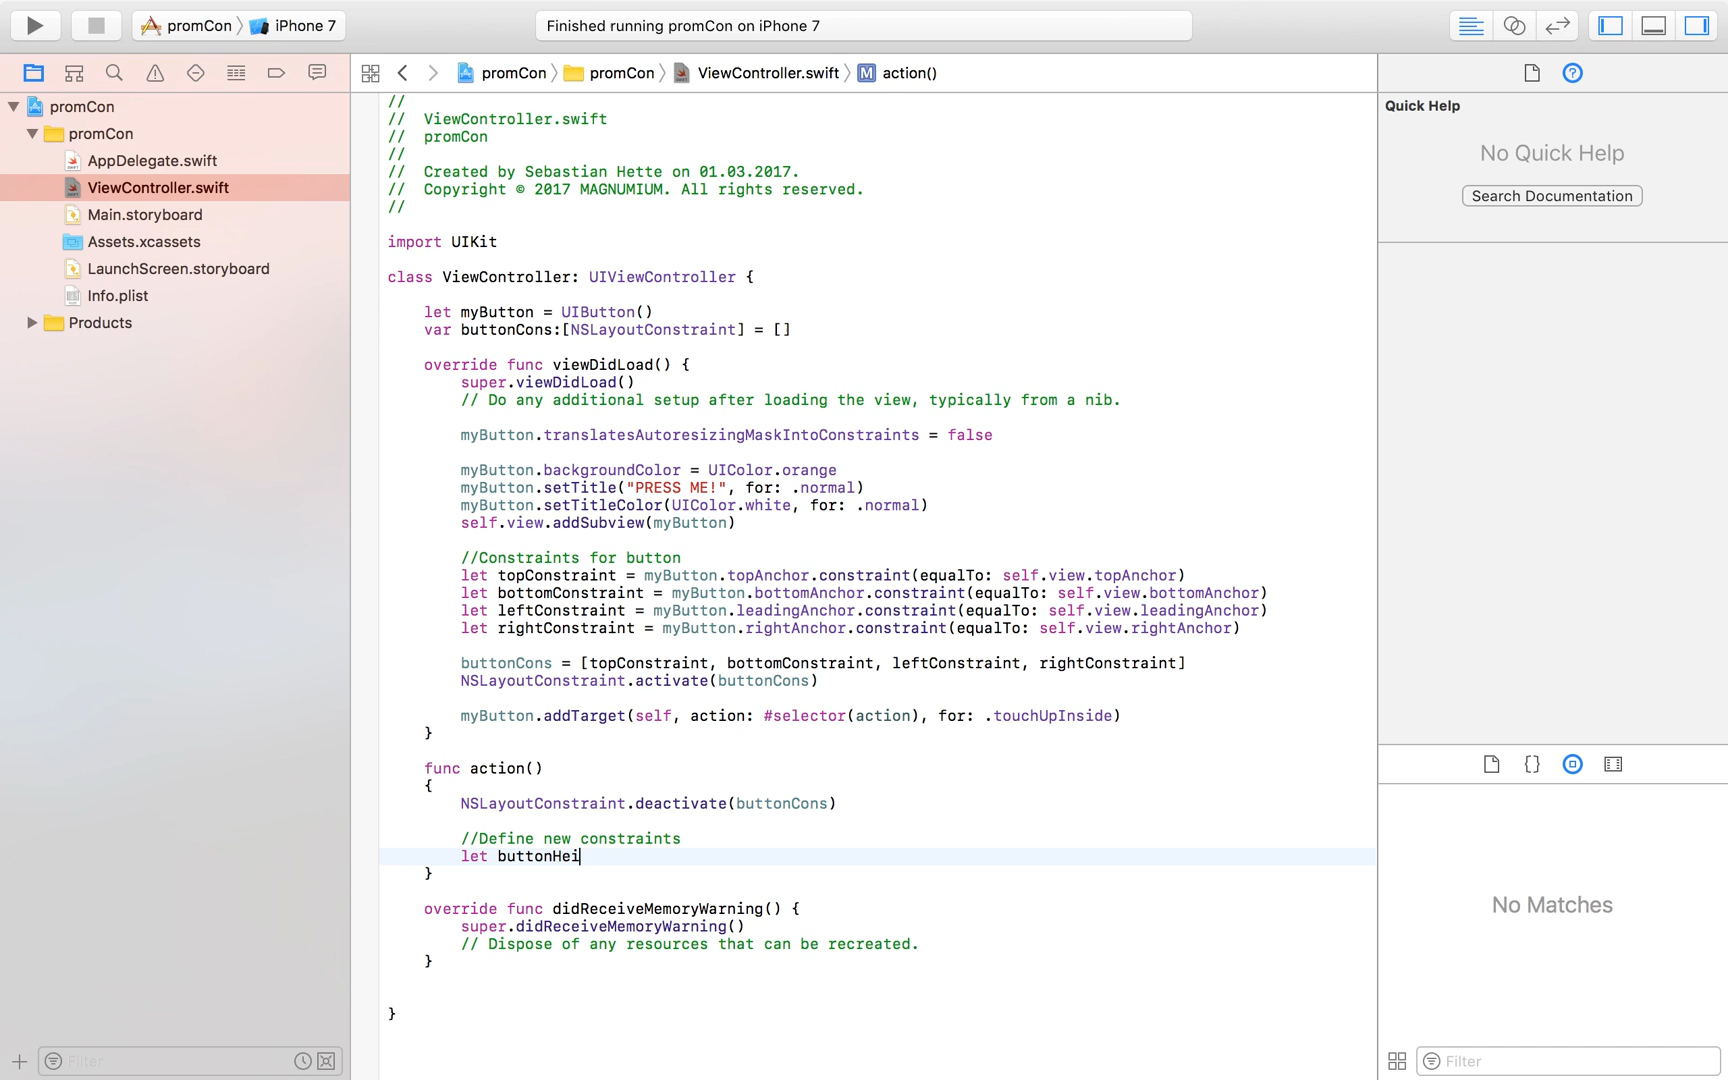 promCon iPhone 7
Finished running promCon on iPhone 7
promCon promCon ViewController.swift M action()
promCon
promCon
AppDelegate.swift
ViewController.swift
Main.storyboard
Assets.xcassets
LaunchScreen.storyboard
Info.plist
Products
Filter
//
//  ViewController.swift
//  promCon
//
//  Created by Sebastian Hette on 01.03.2017.
//  Copyright © 2017 MAGNUMIUM. All rights reserved.
//
import UIKit
class ViewController: UIViewController {
let myButton = UIButton()
var buttonCons:[NSLayoutConstraint] = []
override func viewDidLoad() {
super.viewDidLoad()
// Do any additional setup after loading the view, typically from a nib.
myButton.translatesAutoresizingMaskIntoConstraints = false
myButton.backgroundColor = UIColor.orange
myButton.setTitle("PRESS ME!", for: .normal)
myButton.setTitleColor(UIColor.white, for: .normal)
self.view.addSubview(myButton)
//Constraints for button
let topConstraint = myButton.topAnchor.constraint(equalTo: self.view.topAnchor)
let bottomConstraint = myButton.bottomAnchor.constraint(equalTo: self.view.bottomAnchor)
let leftConstraint = myButton.leadingAnchor.constraint(equalTo: self.view.leadingAnchor)
let rightConstraint = myButton.rightAnchor.constraint(equalTo: self.view.rightAnchor)
buttonCons = [topConstraint, bottomConstraint, leftConstraint, rightConstraint]
NSLayoutConstraint.activate(buttonCons)
myButton.addTarget(self, action: #selector(action), for: .touchUpInside)
}
func action()
{
NSLayoutConstraint.deactivate(buttonCons)
//Define new constraints
let buttonHei
}
override func didReceiveMemoryWarning() {
super.didReceiveMemoryWarning()
// Dispose of any resources that can be recreated.
}
}
Quick Help
No Quick Help
Search Documentation
No Matches
Filter